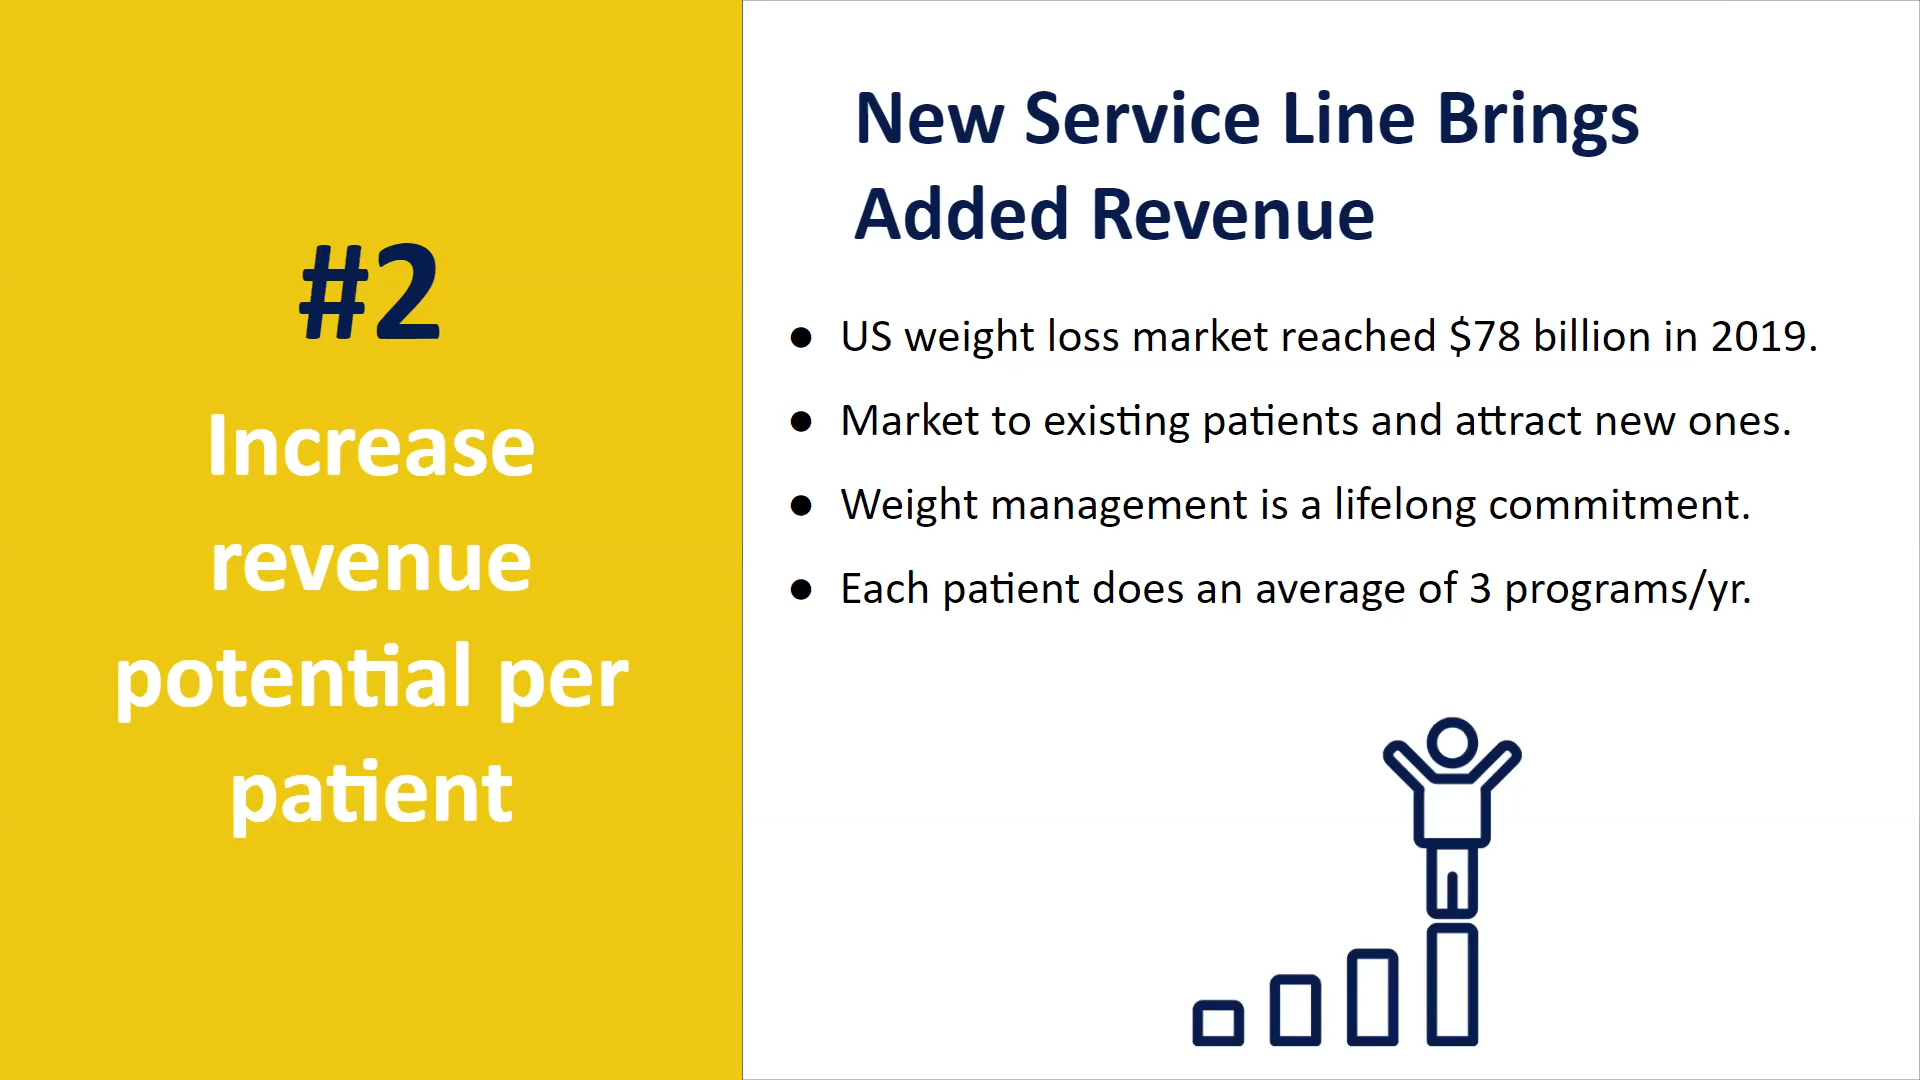 #2
Increase
revenue
potential per
patient
New Service Line Brings
Added Revenue
● US weight loss market reached $78 billion in 2019.
● Market to existing patients and attract new ones.
● Weight management is a lifelong commitment.
● Each patient does an average of 3 programs/yr.